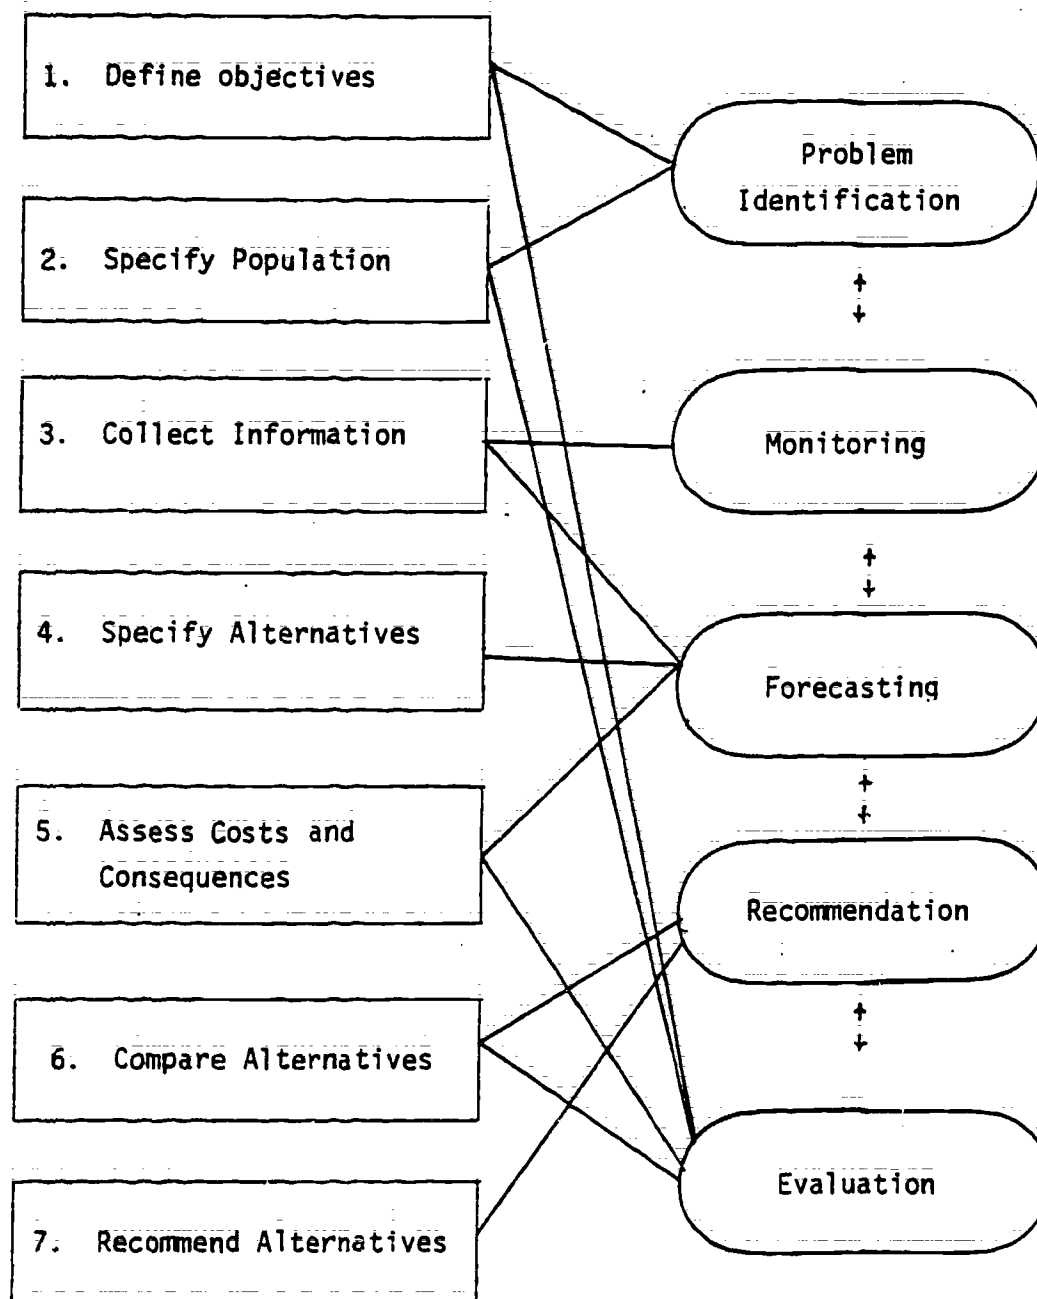 1. Define objectives
2. Specify Population
3. Collect Information
4. Specify Alternatives
5. Assess Costs and
Consequences
6. Compare Alternatives
7. Recommend Alternatives
Problem
Identification
Monitoring
Forecasting
Recommendation
Evaluation